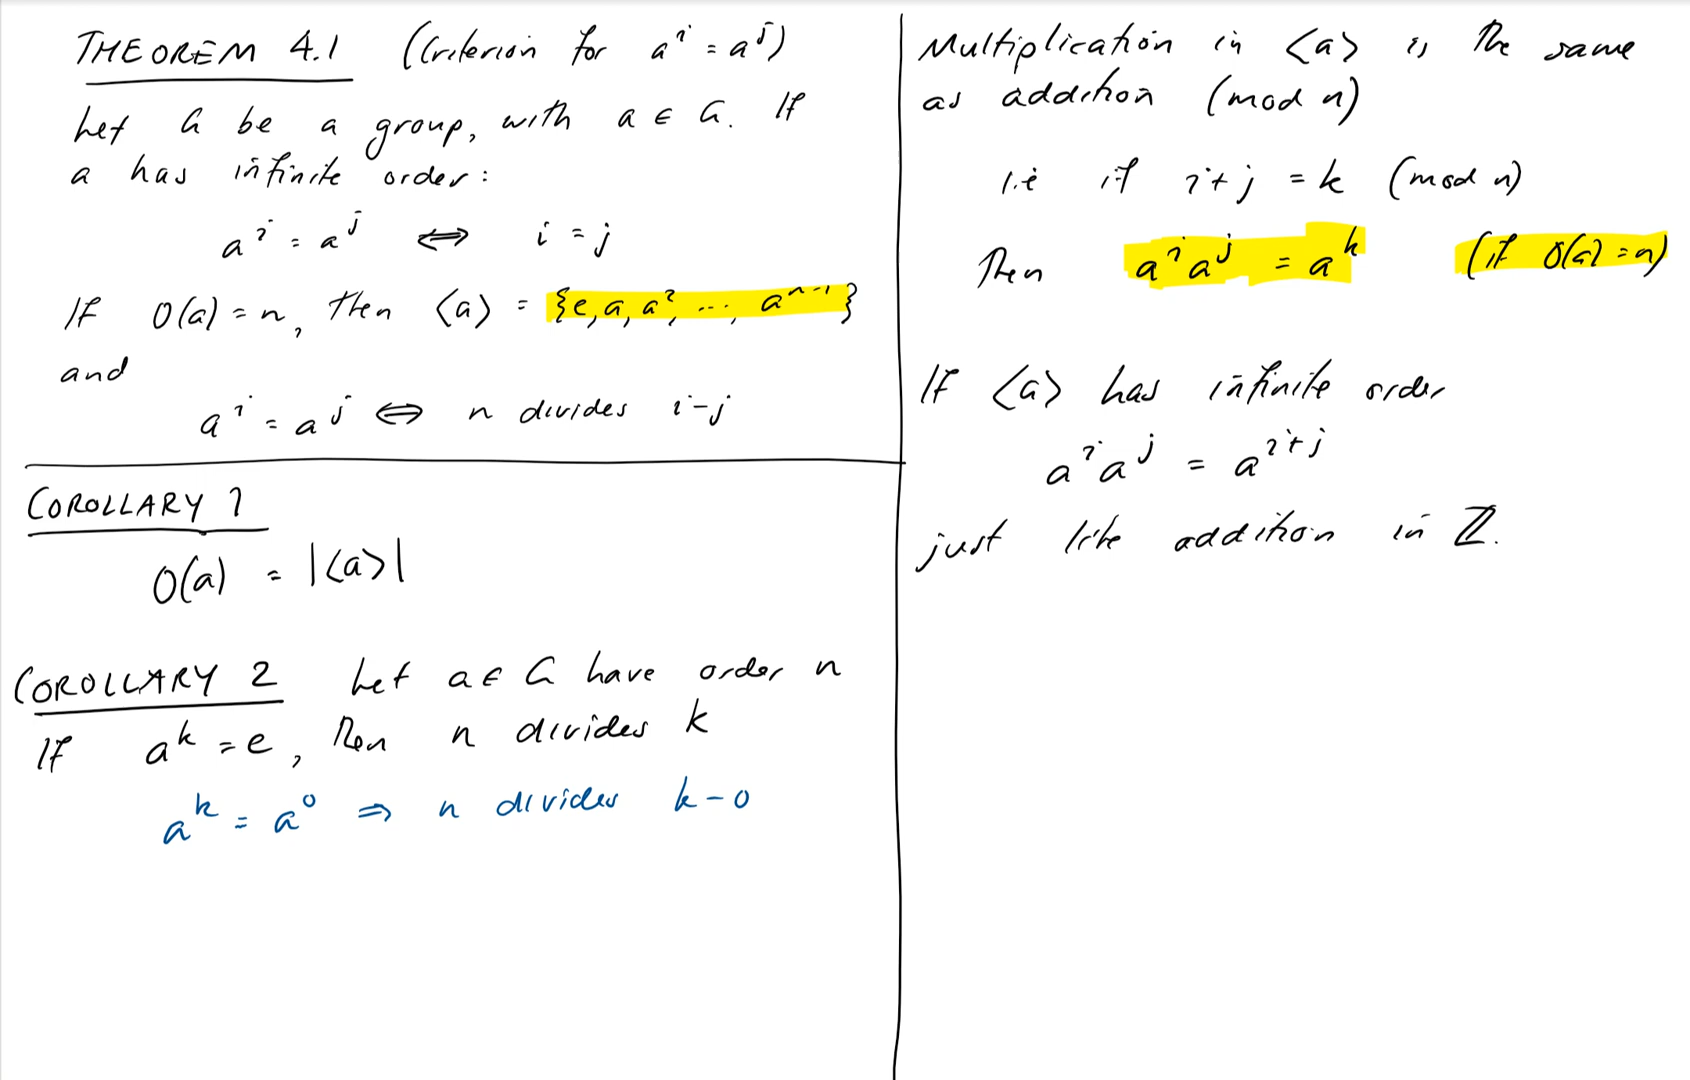 THEOREM 4.1 (Criterion for a^i = a^j)
Let G be a group, with a ∈ G. If
a has infinite order:
a^i = a^j ⇔ i = j
If O(a) = n, then ⟨a⟩ = {e, a, a², ..., a^{n-1}}
and
a^i = a^j ⇔ n divides i-j
COROLLARY 1
O(a) = |⟨a⟩|
COROLLARY 2 Let a ∈ G have order n
If a^k = e, then n divides k
a^k = a^0 ⇒ n divides k-0
Multiplication in ⟨a⟩ is the same
as addition (mod n)
i.e if i+j = k (mod n)
Then a^i a^j = a^k (if O(a) = n)
If ⟨a⟩ has infinite order
a^i a^j = a^{i+j}
just like addition in ℤ.